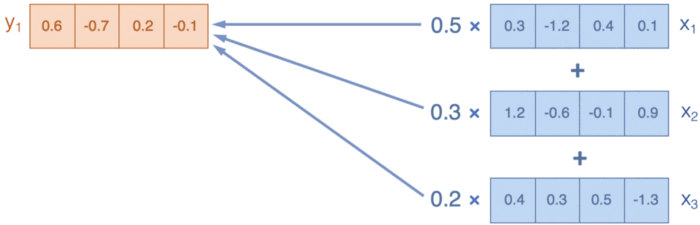 y₁ 0.6 -0.7 0.2 -0.1 0.5 × 0.3 -1.2 0.4 0.1 x₁
+
0.3 × 1.2 -0.6 -0.1 0.9 x₂
+
0.2 × 0.4 0.3 0.5 -1.3 x₃